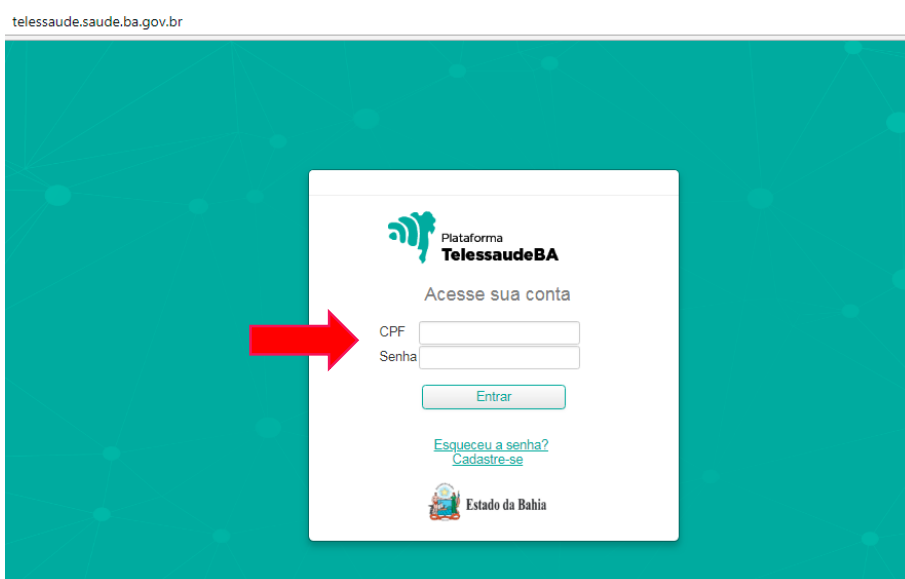 telessaude.saude.ba.gov.br
Plataforma
TelessaudeBA
Acesse sua conta
CPF
Senha
Entrar
Esqueceu a senha?
Cadastre-se
Estado da Bahia